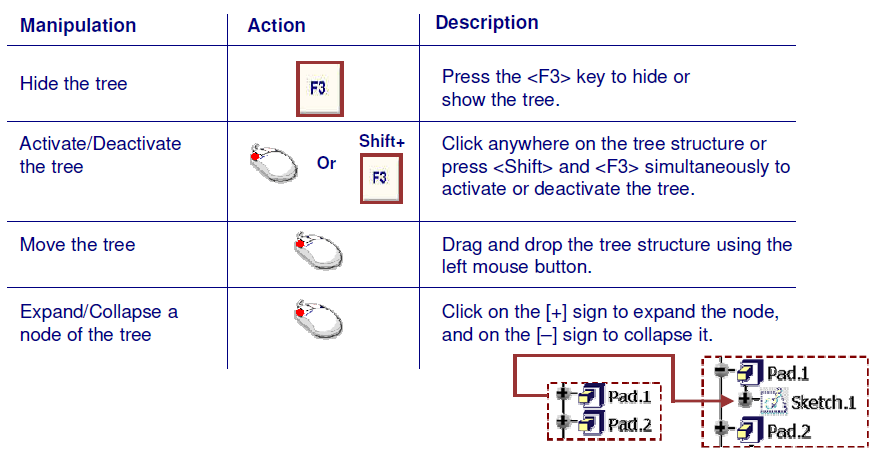 Manipulation
Action
Description
Hide the tree
F3
Press the <F3> key to hide or
show the tree.
Activate/Deactivate
the tree
Or
Shift+
F3
Click anywhere on the tree structure or
press <Shift> and <F3> simultaneously to
activate or deactivate the tree.
Move the tree
Drag and drop the tree structure using the
left mouse button.
Expand/Collapse a
node of the tree
Click on the [+] sign to expand the node,
and on the [–] sign to collapse it.
Pad.1
Pad.2
Pad.1
Sketch.1
Pad.2